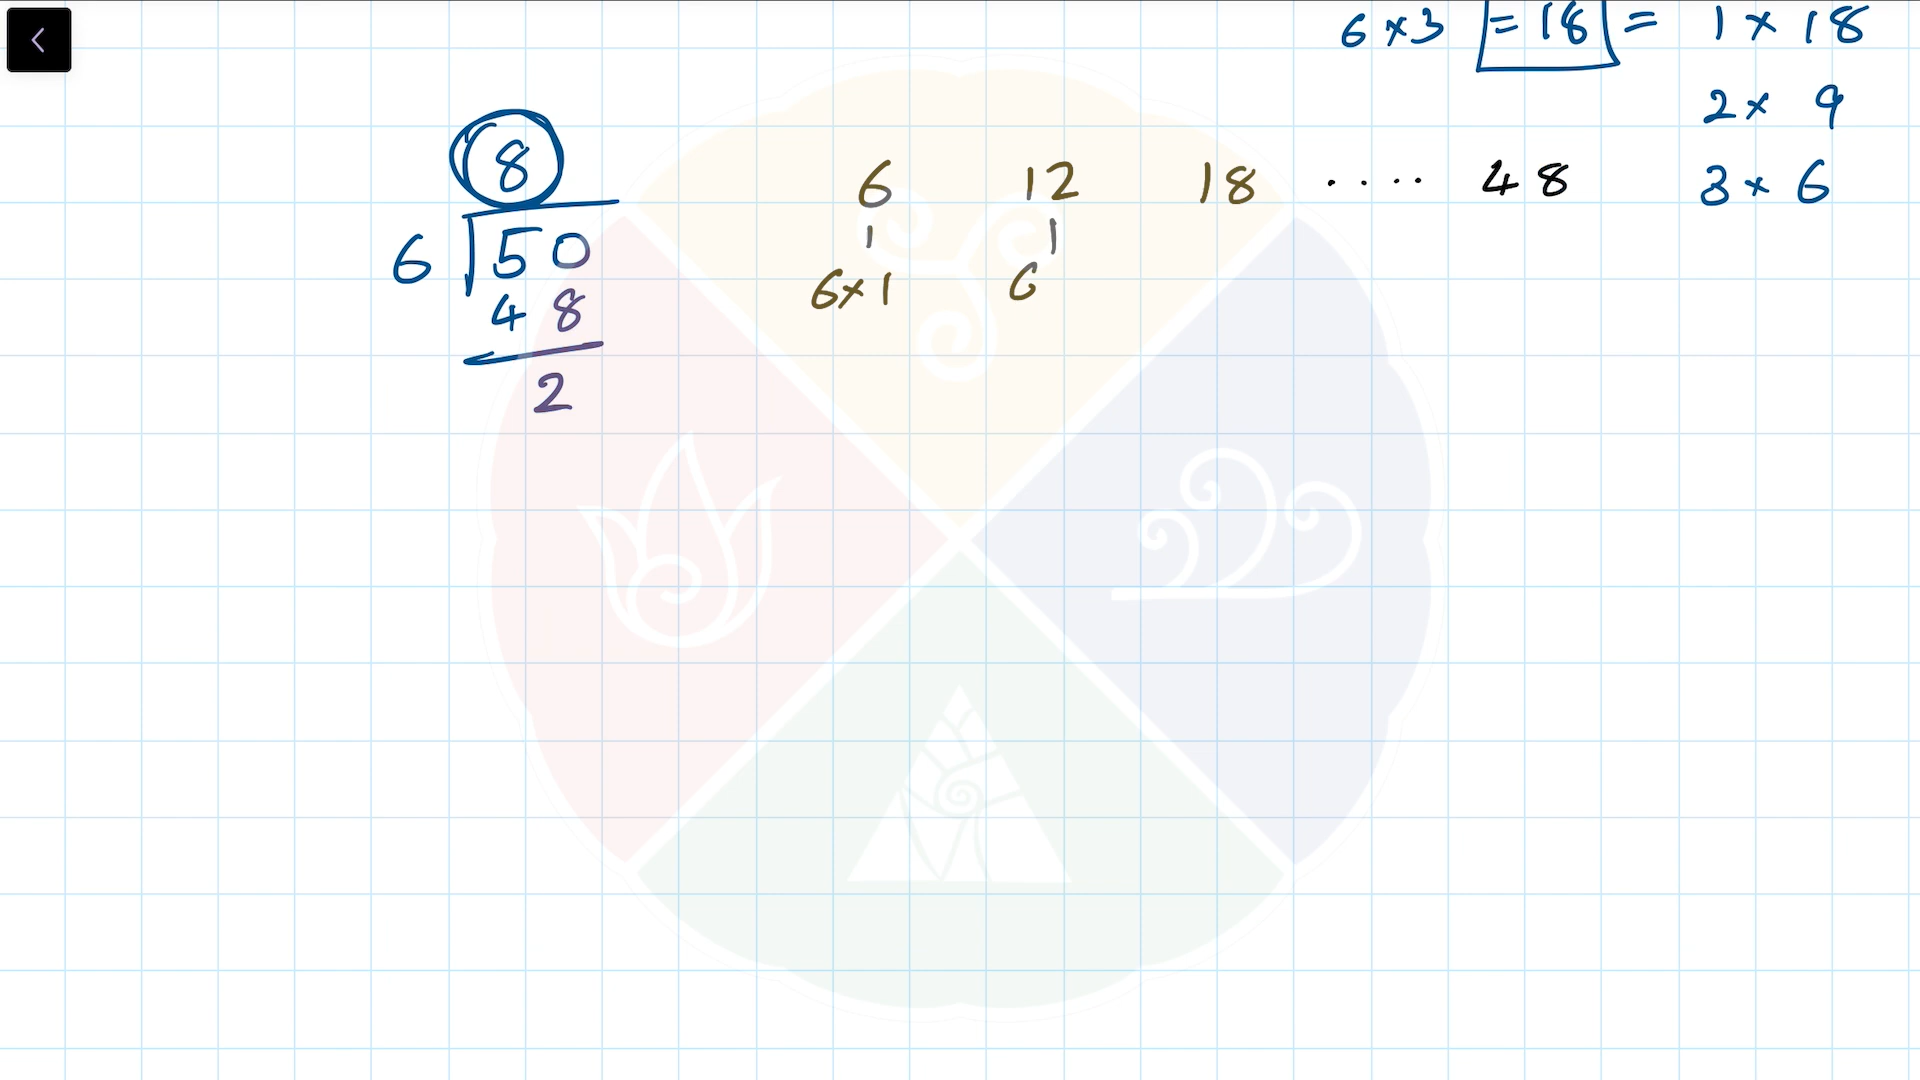 6 × 3 = 18 = 1 × 18
2 × 9
8
6 12 18 .... 48 3 × 6
6 50
6×1 6
48
2